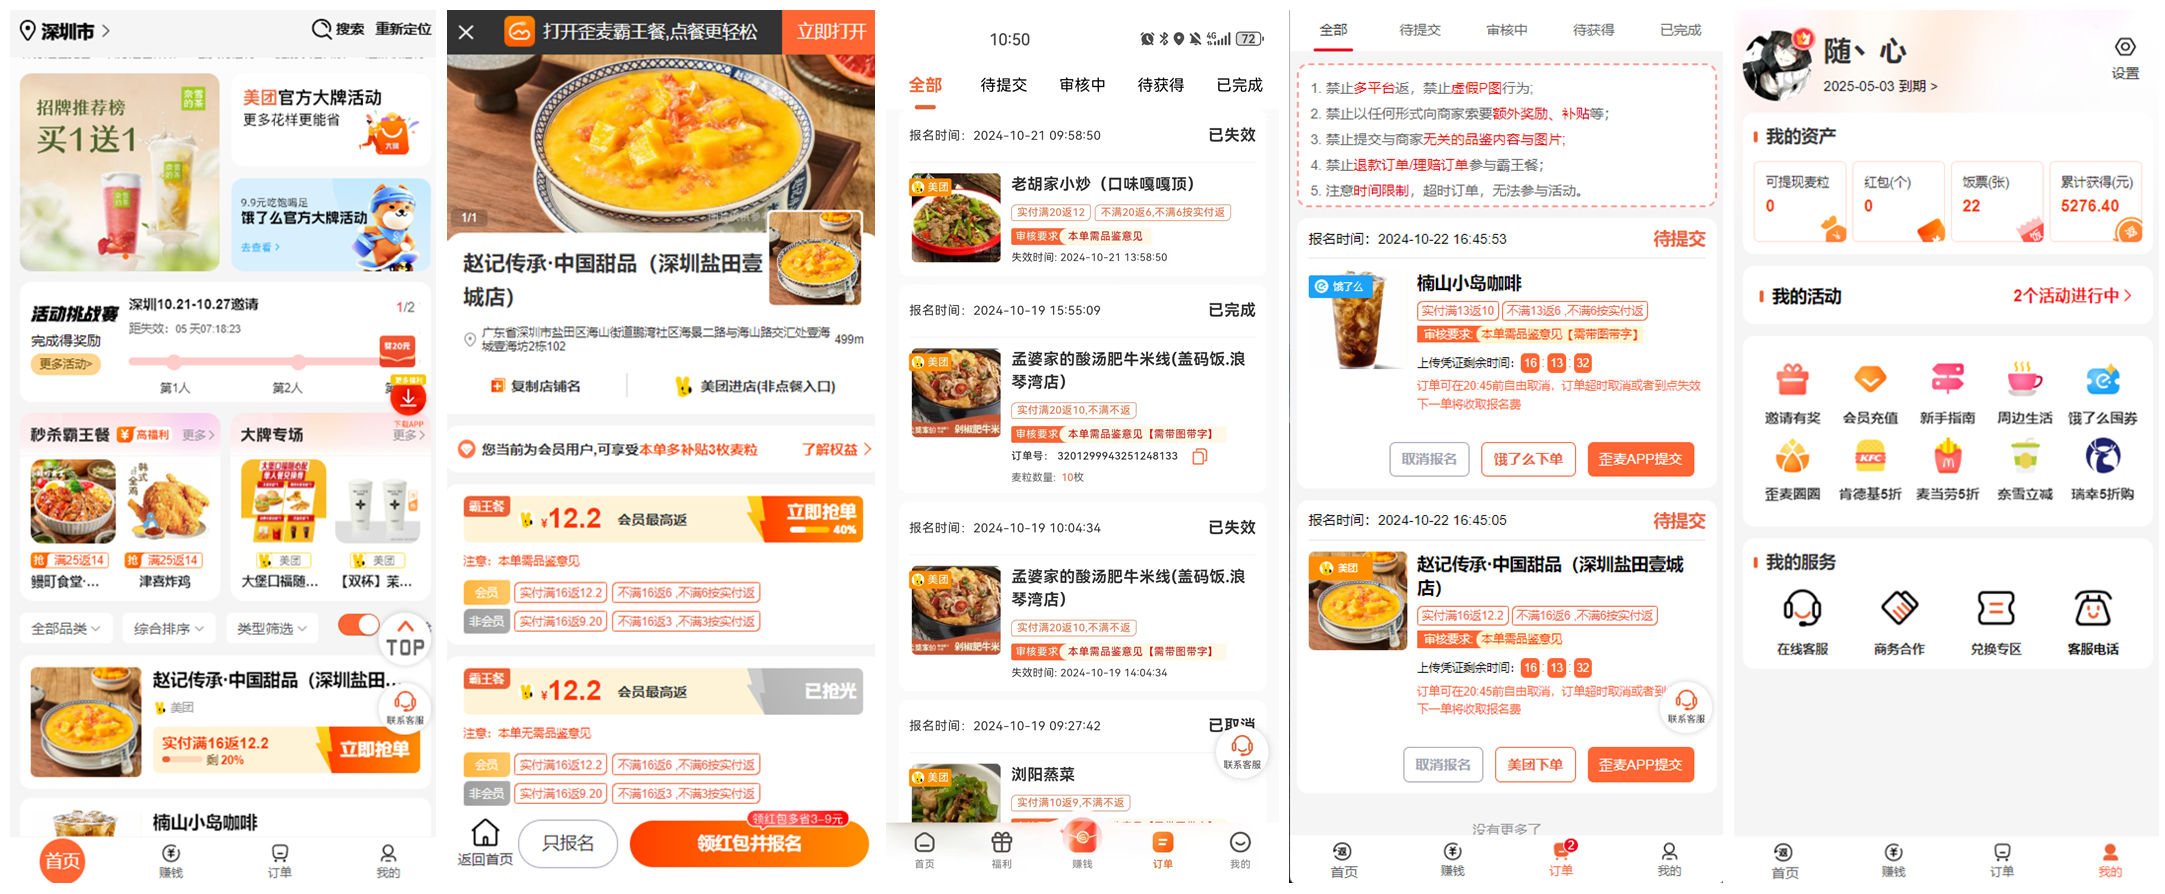 深圳市 >
搜索
重新定位
招牌推荐榜
买1送1
奈雪的茶
美团官方大牌活动
更多花样更能省
大牌
9.9元吃饱喝足
饿了么官方大牌活动
去查看 >
活动挑战赛
完成得奖励
更多活动>
深圳10.21-10.27邀请
1/2
距失效：05 天07:18:23
奖20元
第1人
第2人
更多福利
下载APP
秒杀霸王餐
高福利
更多>
大牌专场
更多>
抢 满25返14
抢 满25返14
美团
美团
鳗町食堂·...
津喜炸鸡
大堡口福随...
【双杯】茉...
全部品类
综合排序
类型筛选
TOP
赵记传承·中国甜品（深圳盐田...
美团
实付满16返12.2
剩 20%
立即抢单
联系客服
楠山小岛咖啡
首页
赚钱
订单
我的
打开歪麦霸王餐,点餐更轻松
立即打开
1/1
赵记传承·中国甜品（深圳盐田壹城店）
广东省深圳市盐田区海山街道鹏湾社区海景二路与海山路交汇处壹海
城壹海坊2栋102
499m
复制店铺名
美团进店(非点餐入口)
您当前为会员用户,可享受本单多补贴3枚麦粒
了解权益 >
霸王餐
¥12.2
会员最高返
立即抢单
40%
注意：本单需品鉴意见
会员
实付满16返12.2
不满16返6 ,不满6按实付返
非会员
实付满16返9.20
不满16返3 ,不满3按实付返
霸王餐
¥12.2
会员最高返
已抢光
注意：本单无需品鉴意见
会员
实付满16返12.2
不满16返6 ,不满6按实付返
非会员
实付满16返9.20
不满16返3 ,不满3按实付返
返回首页
只报名
领红包多省3-9元
领红包并报名
10:50
4G
72
全部
待提交
审核中
待获得
已完成
报名时间：2024-10-21 09:58:50
已失效
美团
老胡家小炒（口味嘎嘎顶）
实付满20返12
不满20返6,不满6按实付返
审核要求
本单需品鉴意见
失效时间: 2024-10-21 13:58:50
报名时间：2024-10-19 15:55:09
已完成
美团
孟婆家的酸汤肥牛米线(盖码饭.浪
琴湾店）
实付满20返10,不满不返
审核要求
本单需品鉴意见【需带图带字】
订单号： 3201299943251248133
麦粒数量: 10枚
报名时间：2024-10-19 10:04:34
已失效
美团
孟婆家的酸汤肥牛米线(盖码饭.浪
琴湾店）
实付满20返10,不满不返
审核要求
本单需品鉴意见【需带图带字】
失效时间: 2024-10-19 14:04:34
报名时间：2024-10-19 09:27:42
已取消
美团
浏阳蒸菜
实付满10返9,不满不返
联系客服
首页
福利
赚钱
订单
我的
全部
待提交
审核中
待获得
已完成
1. 禁止多平台返，禁止虚假P图行为;
2. 禁止以任何形式向商家索要额外奖励、补贴等；
3. 禁止提交与商家无关的品鉴内容与图片;
4. 禁止退款订单/理赔订单参与霸王餐；
5. 注意时间限制，超时订单，无法参与活动。
报名时间：2024-10-22 16:45:53
待提交
饿了么
楠山小岛咖啡
实付满13返10
不满13返6 ,不满6按实付返
审核要求:
本单需品鉴意见【需带图带字】
上传凭证剩余时间：16 : 13 : 32
订单可在20:45前自由取消，订单超时取消或者到点失效
下一单将收取报名费
取消报名
饿了么下单
歪麦APP提交
报名时间：2024-10-22 16:45:05
待提交
美团
赵记传承·中国甜品（深圳盐田壹城
店）
实付满16返12.2
不满16返6 ,不满6按实付返
审核要求:
本单需品鉴意见
上传凭证剩余时间：16 : 13 : 32
订单可在20:45前自由取消，订单超时取消或者到
下一单将收取报名费
联系客服
取消报名
美团下单
歪麦APP提交
没有更多了
首页
赚钱
2
订单
我的
随丶心
2025-05-03 到期 >
设置
我的资产
可提现麦粒
0
红包(个)
0
饭票(张)
22
累计获得(元)
5276.40
我的活动
2个活动进行中 >
邀请有奖
会员充值
新手指南
周边生活
饿了么囤券
KFC
歪麦圈圈
肯德基5折
麦当劳5折
奈雪立减
瑞幸5折购
我的服务
在线客服
商务合作
兑换专区
客服电话
首页
赚钱
订单
我的